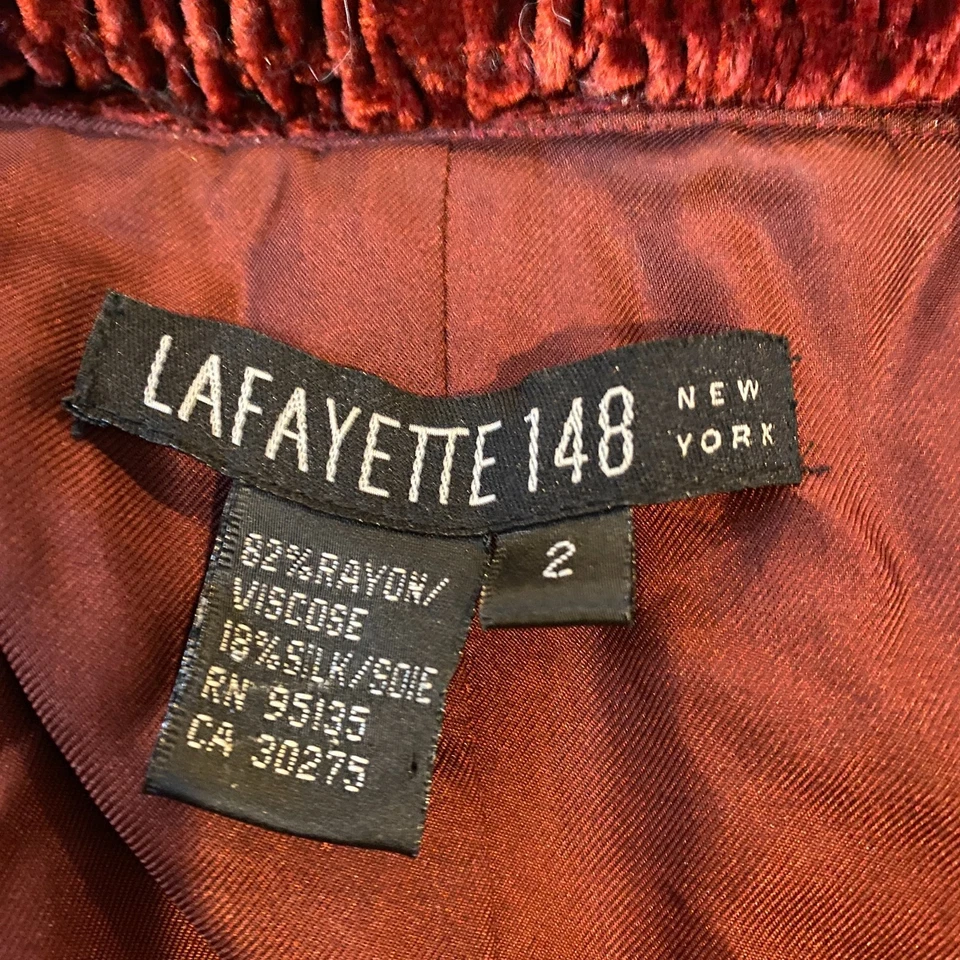 LAFAYETTE 148 NEW YORK
2
82%RAYON/
VISCOSE
18%SILK/SOIE
RN 95135
CA 30275